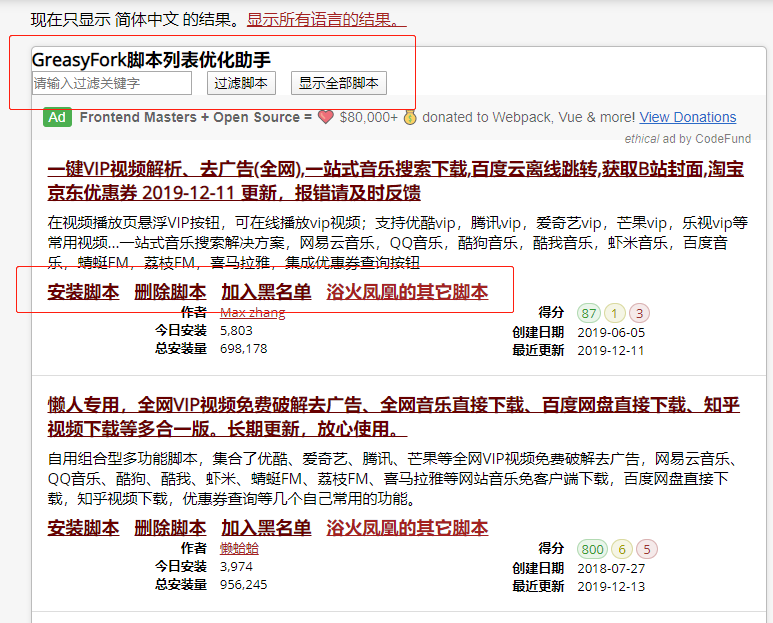 现在只显示 简体中文 的结果。显示所有语言的结果。
GreasyFork脚本列表优化助手
请输入过滤关键字 过滤脚本 显示全部脚本
Ad Frontend Masters + Open Source = ❤️ $80,000+ 💰 donated to Webpack, Vue & more! View Donations
ethical ad by CodeFund
一键VIP视频解析、去广告(全网),一站式音乐搜索下载,百度云离线跳转,获取B站封面,淘宝
京东优惠券 2019-12-11 更新，报错请及时反馈
在视频播放页悬浮VIP按钮，可在线播放vip视频；支持优酷vip，腾讯vip，爱奇艺vip，芒果vip，乐视vip等
常用视频...一站式音乐搜索解决方案，网易云音乐，QQ音乐，酷狗音乐，酷我音乐，虾米音乐，百度音
乐，蜻蜓FM，荔枝FM，喜马拉雅，集成优惠券查询按钮
安装脚本 删除脚本 加入黑名单 浴火凤凰的其它脚本
作者 Max zhang 得分 87 1 3
今日安装 5,803 创建日期 2019-06-05
总安装量 698,178 最近更新 2019-12-11
懒人专用，全网VIP视频免费破解去广告、全网音乐直接下载、百度网盘直接下载、知乎
视频下载等多合一版。长期更新，放心使用。
自用组合型多功能脚本，集合了优酷、爱奇艺、腾讯、芒果等全网VIP视频免费破解去广告，网易云音乐、
QQ音乐、酷狗、酷我、虾米、蜻蜓FM、荔枝FM、喜马拉雅等网站音乐免客户端下载，百度网盘直接下
载，知乎视频下载，优惠券查询等几个自己常用的功能。
安装脚本 删除脚本 加入黑名单 浴火凤凰的其它脚本
作者 懒蛤蛤 得分 800 6 5
今日安装 3,974 创建日期 2018-07-27
总安装量 956,245 最近更新 2019-12-13